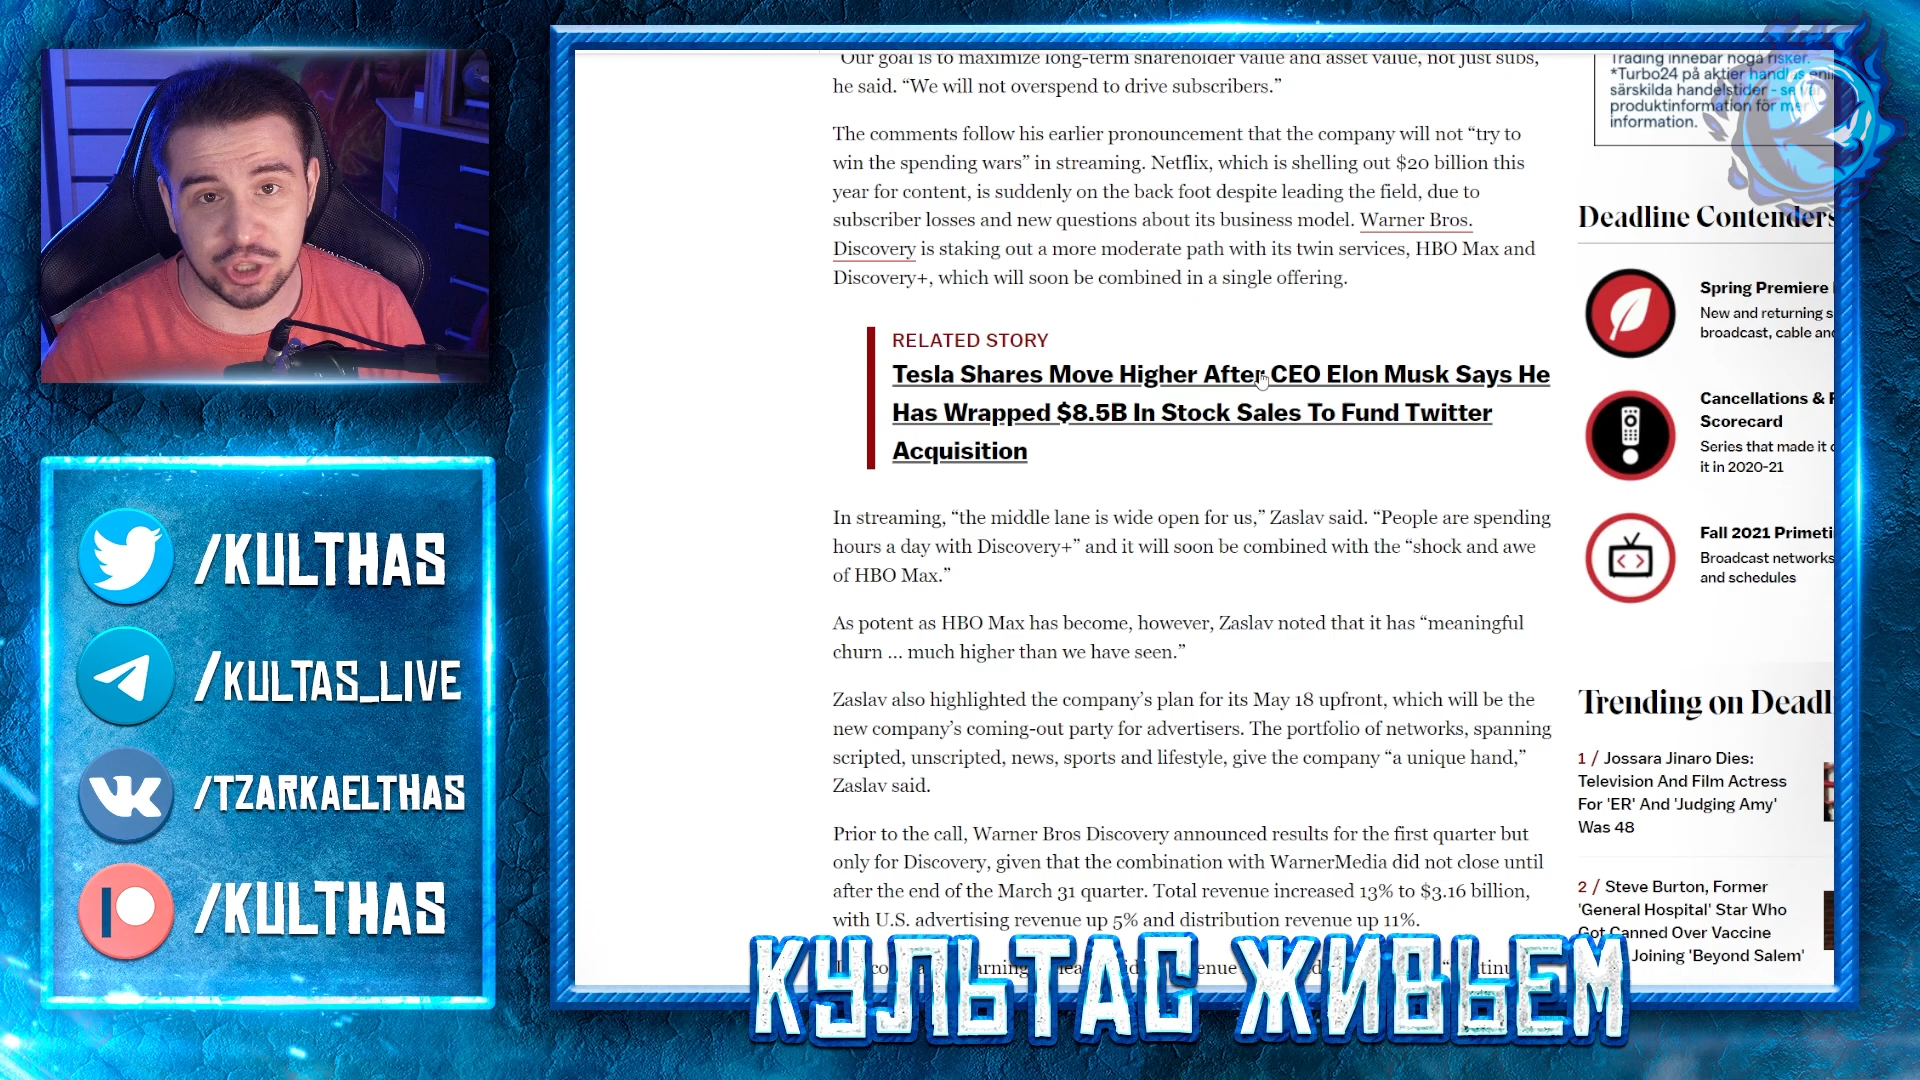 /KULTHAS
/KULTAS_LIVE
/TZARKAELTHAS
/KULTHAS
"Our goal is to maximize long-term shareholder value and asset value, not just subs,
he said. “We will not overspend to drive subscribers.”
The comments follow his earlier pronouncement that the company will not “try to
win the spending wars” in streaming. Netflix, which is shelling out $20 billion this
year for content, is suddenly on the back foot despite leading the field, due to
subscriber losses and new questions about its business model. Warner Bros.
Discovery is staking out a more moderate path with its twin services, HBO Max and
Discovery+, which will soon be combined in a single offering.
RELATED STORY
Tesla Shares Move Higher After CEO Elon Musk Says He
Has Wrapped $8.5B In Stock Sales To Fund Twitter
Acquisition
In streaming, “the middle lane is wide open for us,” Zaslav said. “People are spending
hours a day with Discovery+” and it will soon be combined with the “shock and awe
of HBO Max.”
As potent as HBO Max has become, however, Zaslav noted that it has “meaningful
churn ... much higher than we have seen.”
Zaslav also highlighted the company’s plan for its May 18 upfront, which will be the
new company’s coming-out party for advertisers. The portfolio of networks, spanning
scripted, unscripted, news, sports and lifestyle, give the company “a unique hand,”
Zaslav said.
Prior to the call, Warner Bros Discovery announced results for the first quarter but
only for Discovery, given that the combination with WarnerMedia did not close until
after the end of the March 31 quarter. Total revenue increased 13% to $3.16 billion,
with U.S. advertising revenue up 5% and distribution revenue up 11%.
Trading innebär höga risker.
*Turbo24 på aktier handlas
särskilda handelstider - se vår
produktinformation för mer
information.
Deadline Contenders
Spring Premiere
New and returning
broadcast, cable
Cancellations &
Scorecard
Series that made it
it in 2020-21
Fall 2021
Broadcast networks
and schedules
Trending on
1 / Jossara Jinaro Dies:
Television And Film Actress
For 'ER' And 'Judging Amy'
Was 48
2 / Steve Burton, Former
'General Hospital' Star Who
Got Canned Over Vaccine
Joining 'Beyond Salem'
КУЛЬТАС ЖИВЬЕМ